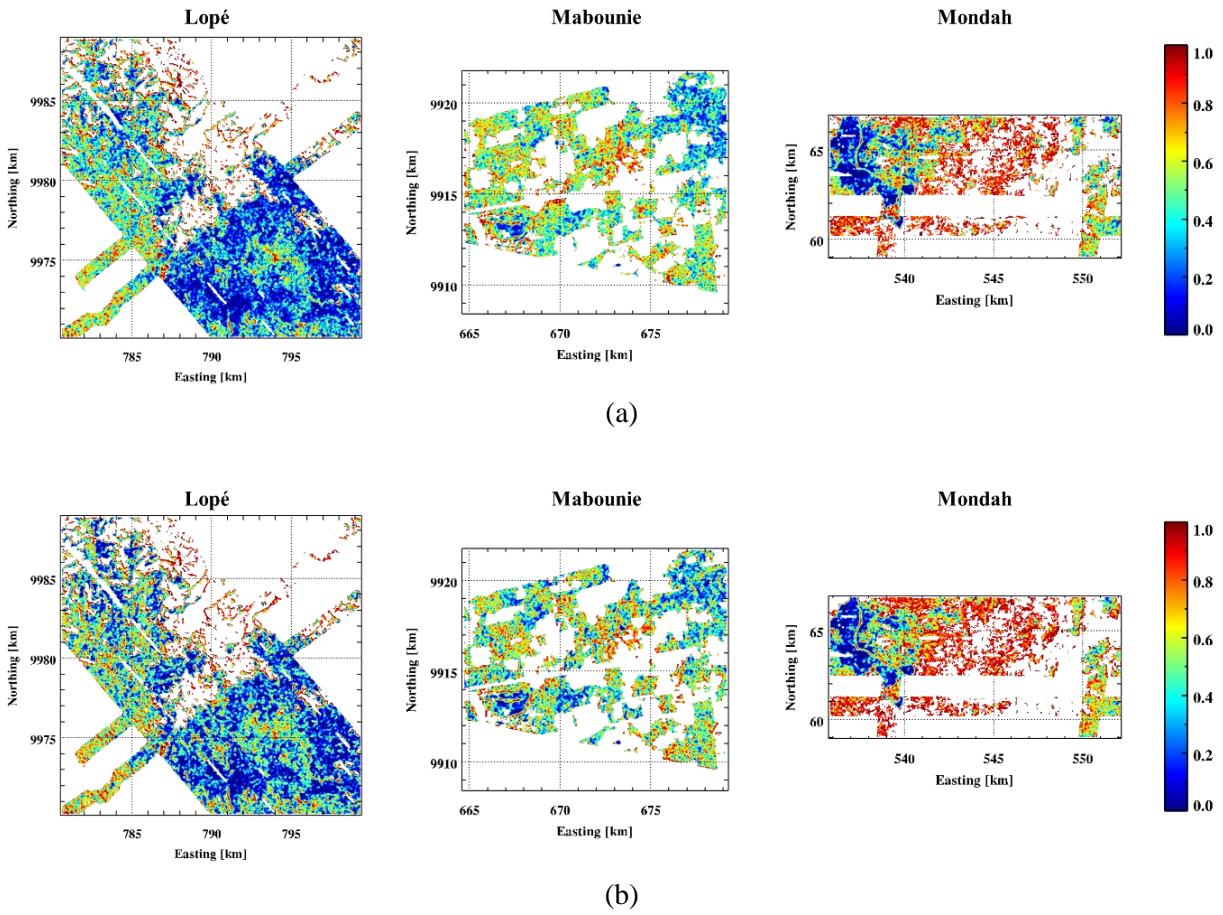 Lopé Mabounie Mondah
9985
9980
9975
Northing [km]
785 790 795
Easting [km]
9920
9915
9910
Northing [km]
665 670 675
Easting [km]
65
60
Northing [km]
540 545 550
Easting [km]
1.0
0.8
0.6
0.4
0.2
0.0
(a)
Lopé Mabounie Mondah
9985
9980
9975
Northing [km]
785 790 795
Easting [km]
9920
9915
9910
Northing [km]
665 670 675
Easting [km]
65
60
Northing [km]
540 545 550
Easting [km]
1.0
0.8
0.6
0.4
0.2
0.0
(b)